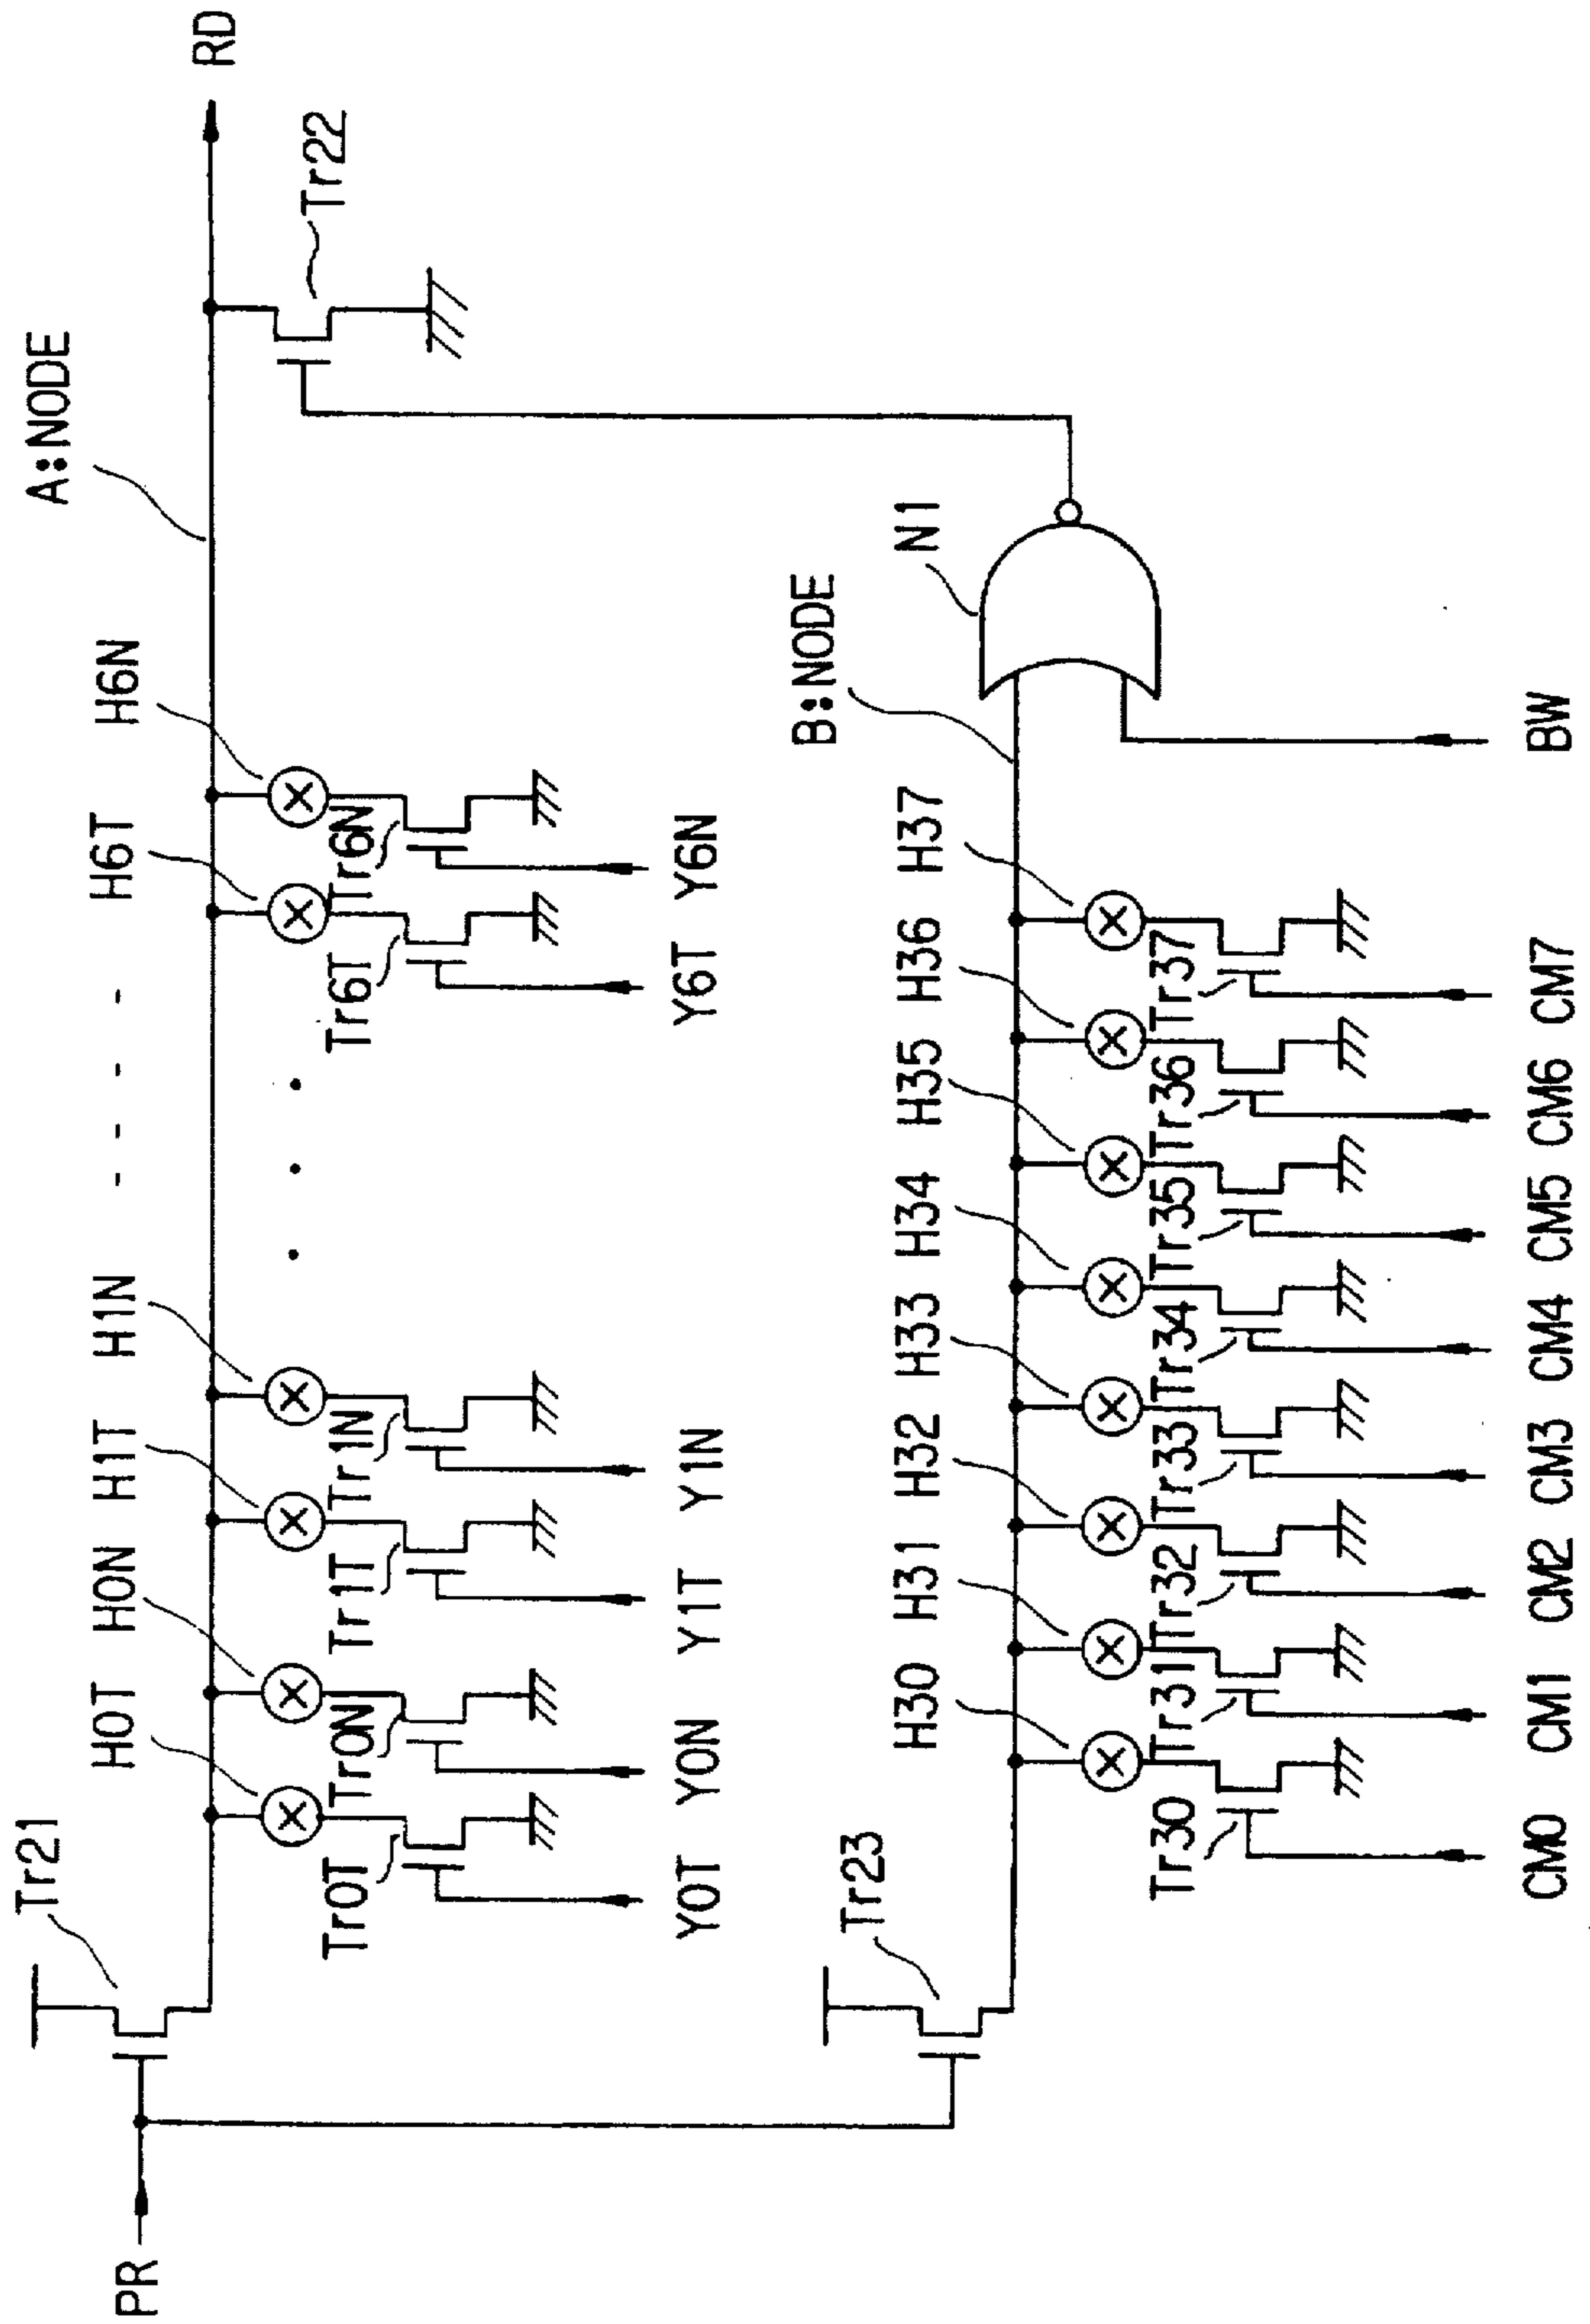 A:NODE
RD
Tr21
H0T
H0N
H1T
H1N
- - - -
H6T
H6N
Tr22
Tr0T
Tr0N
Tr1T
Tr1N
. . .
Tr6T
Tr6N
PR
Y0T
Y0N
Y1T
Y1N
Y6T
Y6N
B:NODE
Tr23
H30
H31
H32
H33
H34
H35
H36
H37
N1
Tr30
Tr31
Tr32
Tr33
Tr34
Tr35
Tr36
Tr37
CM0
CM1
CM2
CM3
CM4
CM5
CM6
CM7
BW